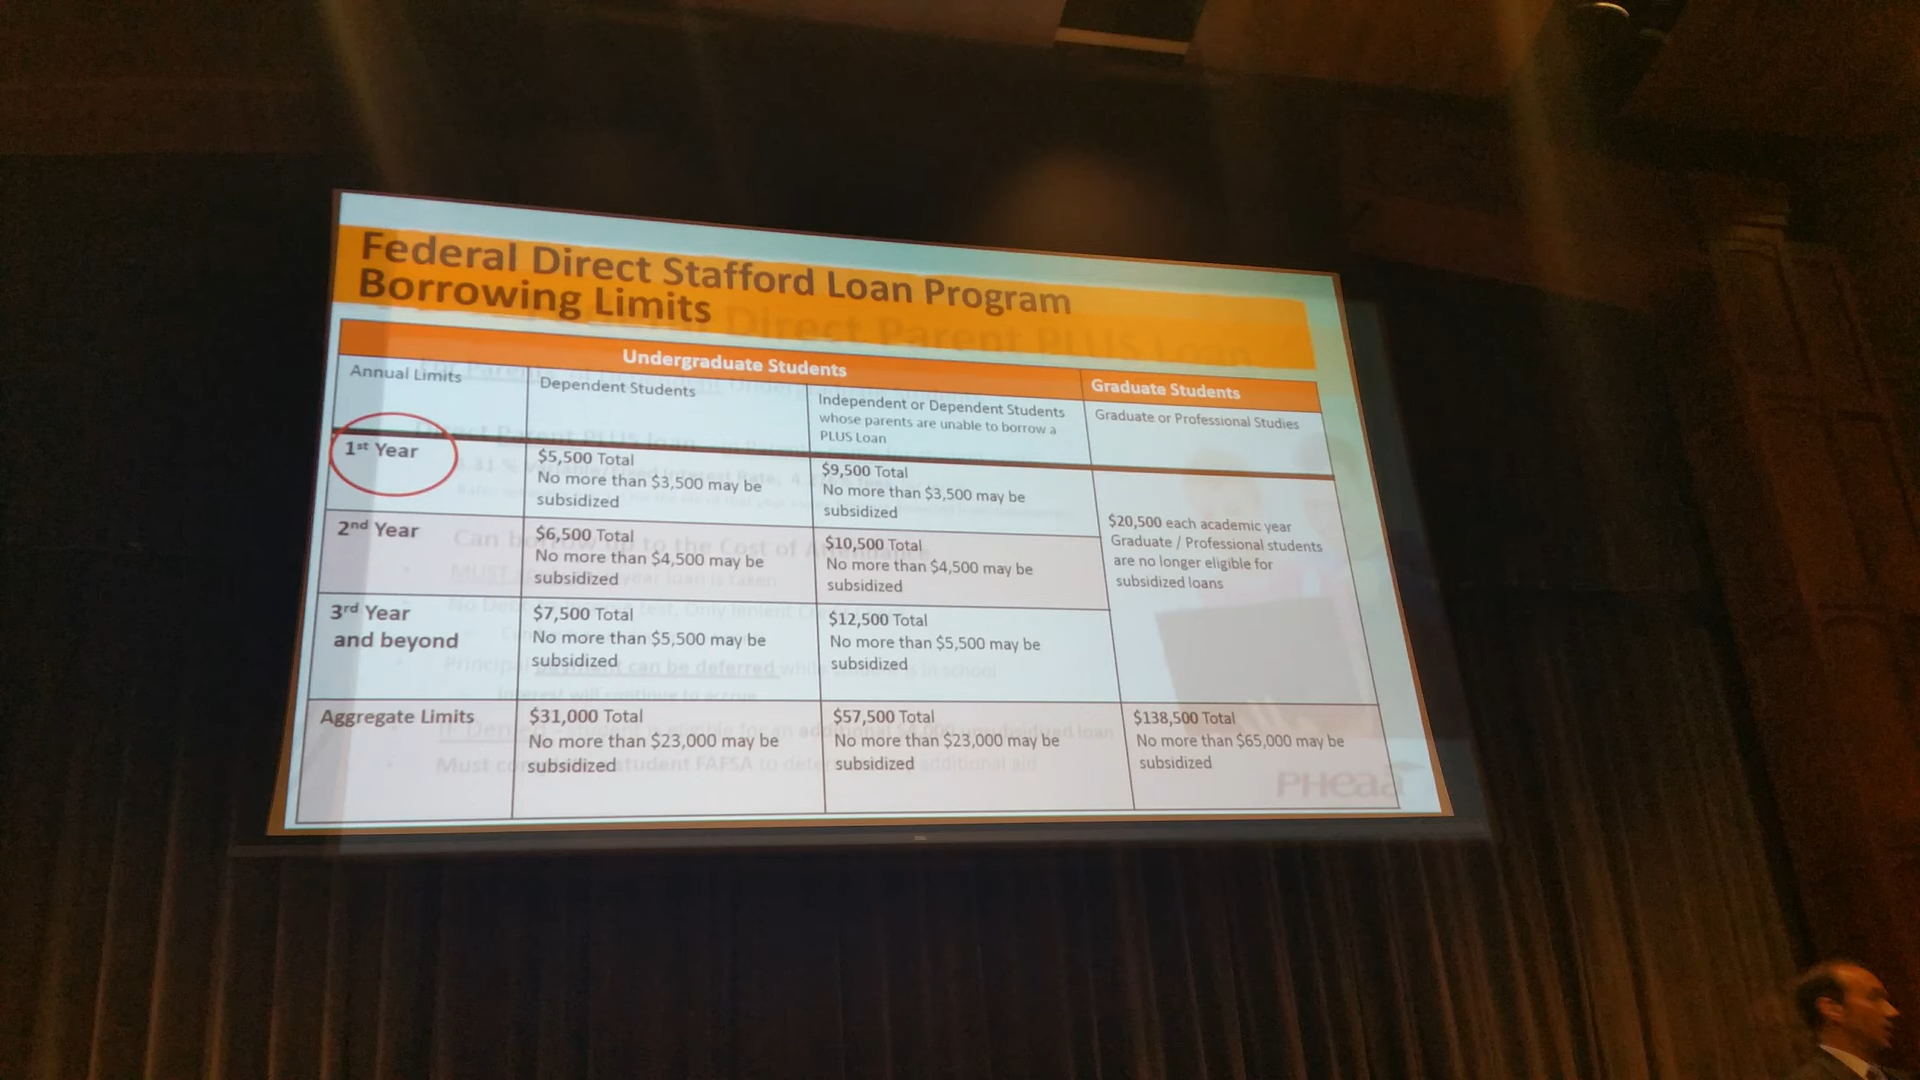 Federal Direct Stafford Loan Program
Borrowing Limits
Direct Parent PLUS Loan
Undergraduate Students
Graduate Students
Annual Limits
Dependent Students
Independent or Dependent Students
whose parents are unable to borrow a
PLUS Loan
Graduate or Professional Studies
1st Year
$5,500 Total
No more than $3,500 may be
subsidized
$9,500 Total
No more than $3,500 may be
subsidized
$20,500 each academic year
Graduate / Professional students
are no longer eligible for
subsidized loans
2nd Year
$6,500 Total
No more than $4,500 may be
subsidized
$10,500 Total
No more than $4,500 may be
subsidized
3rd Year
and beyond
$7,500 Total
No more than $5,500 may be
subsidized
$12,500 Total
No more than $5,500 may be
subsidized
Aggregate Limits
$31,000 Total
No more than $23,000 may be
subsidized
$57,500 Total
No more than $23,000 may be
subsidized
$138,500 Total
No more than $65,000 may be
subsidized
PHeaa